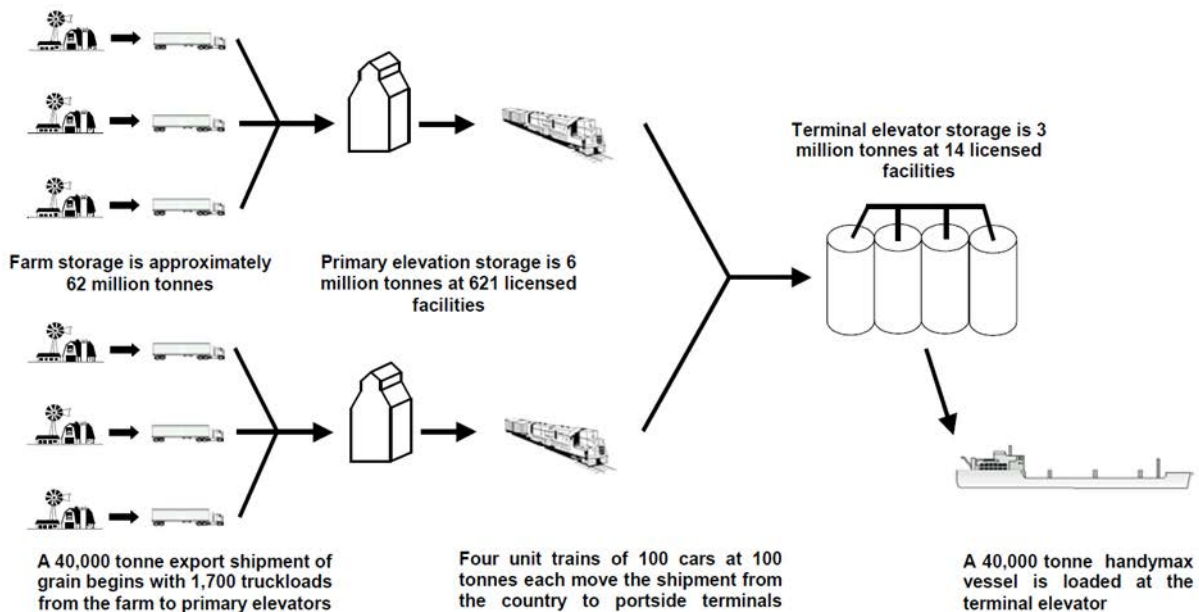 Terminal elevator storage is 3
million tonnes at 14 licensed
facilities
Farm storage is approximately
62 million tonnes
Primary elevation storage is 6
million tonnes at 621 licensed
facilities
A 40,000 tonne export shipment of
grain begins with 1,700 truckloads
from the farm to primary elevators
Four unit trains of 100 cars at 100
tonnes each move the shipment from
the country to portside terminals
A 40,000 tonne handymax
vessel is loaded at the
terminal elevator